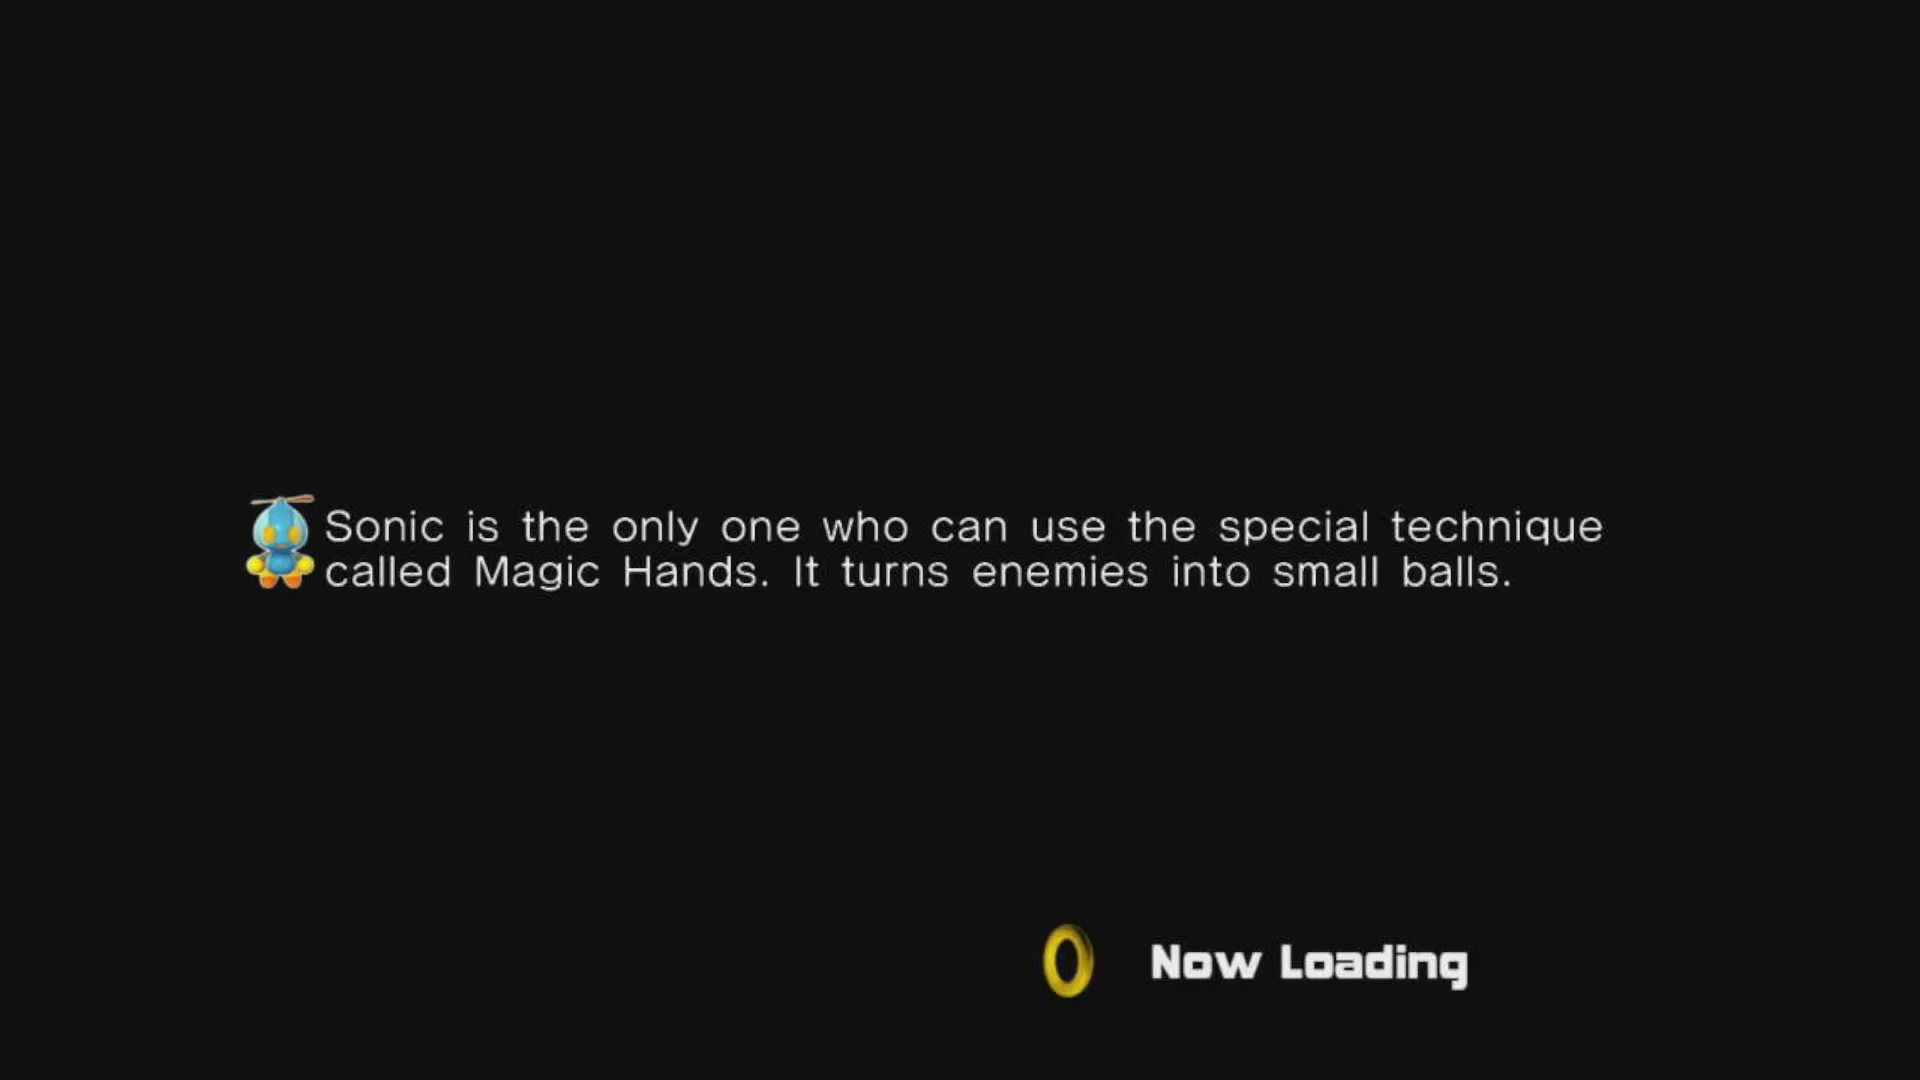 Sonic is the only one who can use the special technique
called Magic Hands. It turns enemies into small balls.
Now Loading